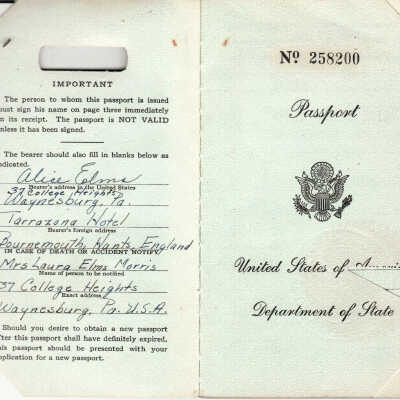 IMPORTANT
The person to whom this passport is issued
must sign his name on page three immediately
on its receipt. The passport is NOT VALID
unless it has been signed.
The bearer should also fill in blanks below as
indicated.
Alice Elms
Bearer's address in the United States
37 College Heights
Waynesburg, Pa.
Tarrazona Hotel
Bearer's foreign address
Bournemouth, Hants, England
IN CASE OF DEATH OR ACCIDENT NOTIFY
Mrs Laura Elms Morris
Name of person to be notified
37 College Heights
Exact address
Waynesburg, Pa. U.S.A.
Should you desire to obtain a new passport
after this passport shall have definitely expired,
this passport should be presented with your
application for a new passport.
Nº 258200
Passport
United States of America
Department of State